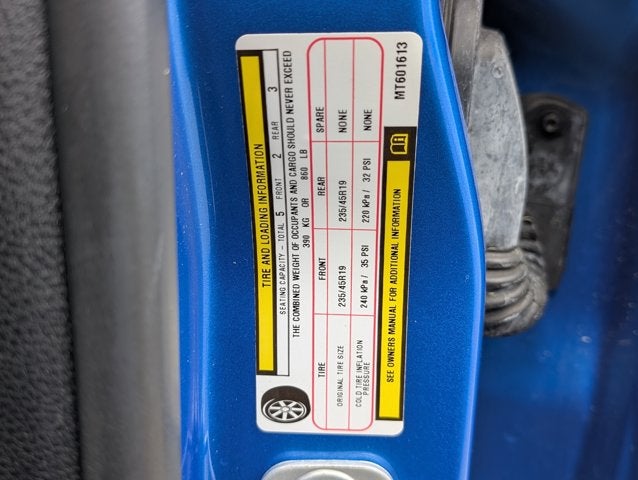 TIRE AND LOADING INFORMATION
SEATING CAPACITY - TOTAL 5 FRONT 2 REAR 3
THE COMBINED WEIGHT OF OCCUPANTS AND CARGO SHOULD NEVER EXCEED
390 KG OR 860 LB
TIRE FRONT REAR SPARE
ORIGINAL TIRE SIZE 235/45R19 235/45R19 NONE
COLD TIRE INFLATION PRESSURE 240 kPa / 35 PSI 220 kPa / 32 PSI NONE
SEE OWNERS MANUAL FOR ADDITIONAL INFORMATION
MT601613